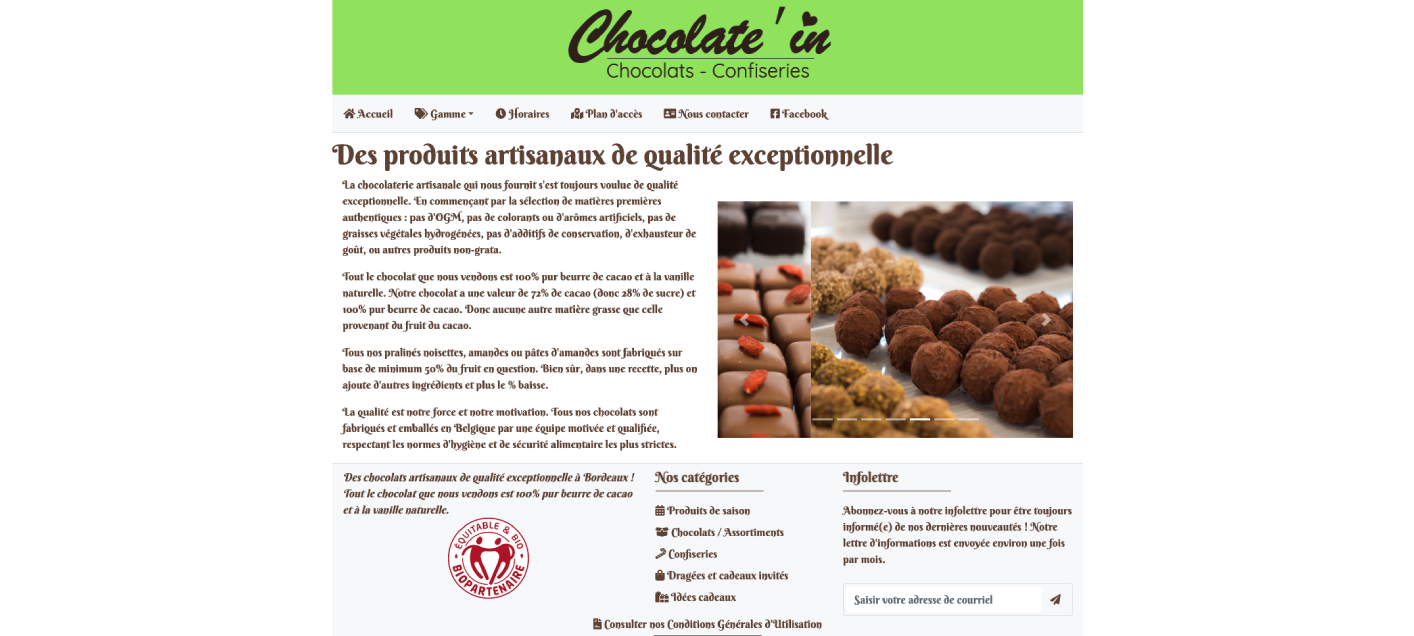 Chocolate'in
Chocolats - Confiseries
Accueil Gamme Horaires Plan d'accès Nous contacter Facebook
Des produits artisanaux de qualité exceptionnelle
La chocolaterie artisanale qui nous fournit s'est toujours voulue de qualité
exceptionnelle. En commençant par la sélection de matières premières
authentiques : pas d'OGM, pas de colorants ou d'arômes artificiels, pas de
graisses végétales hydrogénées, pas d'additifs de conservation, d'exhausteur de
goût, ou autres produits non-grata.
Tout le chocolat que nous vendons est 100% pur beurre de cacao et à la vanille
naturelle. Notre chocolat a une valeur de 72% de cacao (donc 28% de sucre) et
100% pur beurre de cacao. Donc aucune autre matière grasse que celle
provenant du fruit du cacao.
Tous nos pralinés noisettes, amandes ou pâtes d'amandes sont fabriqués sur
base de minimum 50% du fruit en question. Bien sûr, dans une recette, plus on
ajoute d'autres ingrédients et plus le % baisse.
La qualité est notre force et notre motivation. Tous nos chocolats sont
fabriqués et emballés en Belgique par une équipe motivée et qualifiée,
respectant les normes d'hygiène et de sécurité alimentaire les plus strictes.
Des chocolats artisanaux de qualité exceptionnelle à Bordeaux !
Tout le chocolat que nous vendons est 100% pur beurre de cacao
et à la vanille naturelle.
ÉQUITABLE & BIO
BIOPARTENAIRE
Nos catégories
Produits de saison
Chocolats / Assortiments
Confiseries
Dragées et cadeaux invités
Idées cadeaux
Infolettre
Abonnez-vous à notre infolettre pour être toujours
informé(e) de nos dernières nouveautés ! Notre
lettre d'informations est envoyée environ une fois
par mois.
Saisir votre adresse de courriel
Consulter nos Conditions Générales d'Utilisation